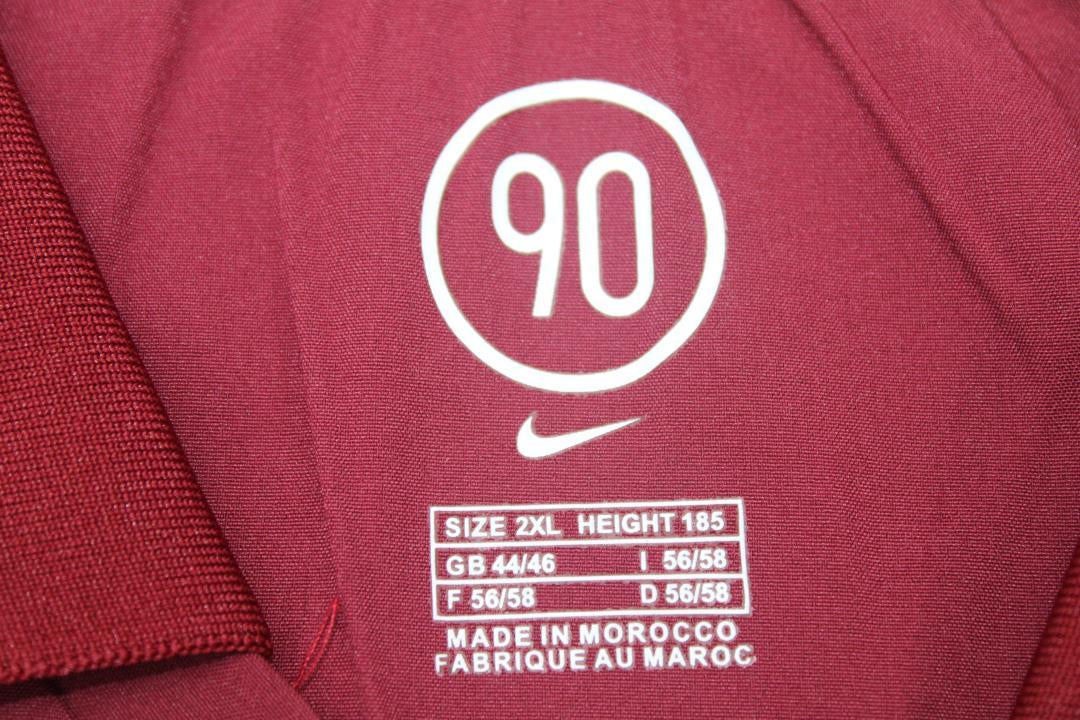 90
SIZE 2XL HEIGHT 185
GB 44/46 I 56/58
F 56/58 D 56/58
MADE IN MOROCCO
FABRIQUE AU MAROC